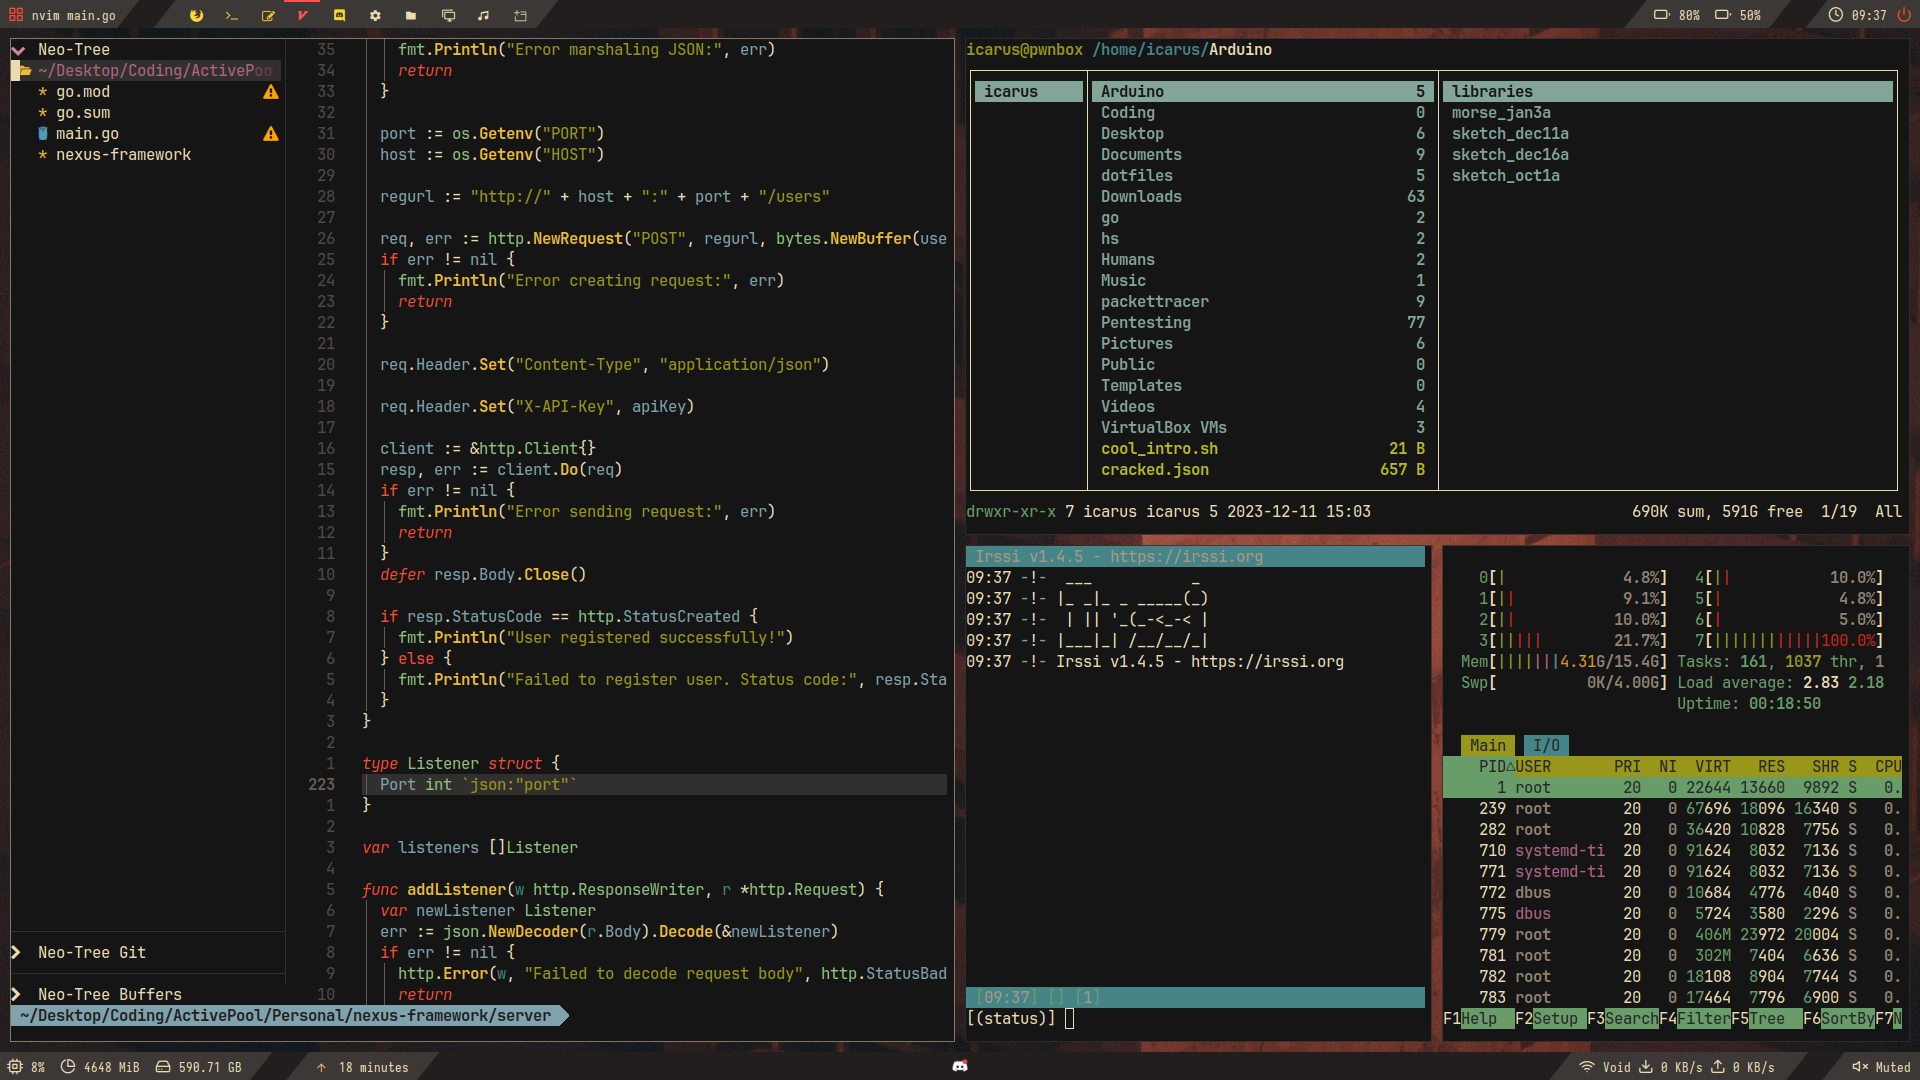 nvim main.go
80% 50%
09:37
Neo-Tree
~/Desktop/Coding/ActivePoo
* go.mod
* go.sum
main.go
* nexus-framework
Neo-Tree Git
Neo-Tree Buffers
35 fmt.Println("Error marshaling JSON:", err)
34 return
33 }
32
31 port := os.Getenv("PORT")
30 host := os.Getenv("HOST")
29
28 regurl := "http://" + host + ":" + port + "/users"
27
26 req, err := http.NewRequest("POST", regurl, bytes.NewBuffer(use
25 if err != nil {
24 fmt.Println("Error creating request:", err)
23 return
22 }
21
20 req.Header.Set("Content-Type", "application/json")
19
18 req.Header.Set("X-API-Key", apiKey)
17
16 client := &http.Client{}
15 resp, err := client.Do(req)
14 if err != nil {
13 fmt.Println("Error sending request:", err)
12 return
11 }
10 defer resp.Body.Close()
9
8 if resp.StatusCode == http.StatusCreated {
7 fmt.Println("User registered successfully!")
6 } else {
5 fmt.Println("Failed to register user. Status code:", resp.Sta
4 }
3 }
2
1 type Listener struct {
223 Port int `json:"port"`
1 }
2
3 var listeners []Listener
4
5 func addListener(w http.ResponseWriter, r *http.Request) {
6 var newListener Listener
7 err := json.NewDecoder(r.Body).Decode(&newListener)
8 if err != nil {
9 http.Error(w, "Failed to decode request body", http.StatusBad
10 return
~/Desktop/Coding/ActivePool/Personal/nexus-framework/server
icarus@pwnbox /home/icarus/Arduino
icarus
Arduino 5
Coding 0
Desktop 6
Documents 9
dotfiles 5
Downloads 63
go 2
hs 2
Humans 2
Music 1
packettracer 9
Pentesting 77
Pictures 6
Public 0
Templates 0
Videos 4
VirtualBox VMs 3
cool_intro.sh 21 B
cracked.json 657 B
libraries
morse_jan3a
sketch_dec11a
sketch_dec16a
sketch_oct1a
drwxr-xr-x 7 icarus icarus 5 2023-12-11 15:03 690K sum, 591G free 1/19 All
Irssi v1.4.5 - https://irssi.org
09:37 -!-  ___           _
09:37 -!- |_ _|_ _ _____(_)
09:37 -!-  | || '_(_-<_-< |
09:37 -!- |___|_| /__/__/_|
09:37 -!- Irssi v1.4.5 - https://irssi.org
[09:37] [] [1]
[(status)]
0[| 4.8%] 4[|| 10.0%]
1[|| 9.1%] 5[| 4.8%]
2[|| 10.0%] 6[| 5.0%]
3[||||| 21.7%] 7[||||||||||||100.0%]
Mem[|||||||4.31G/15.4G] Tasks: 161, 1037 thr, 1
Swp[ 0K/4.00G] Load average: 2.83 2.18
Uptime: 00:18:50
Main I/O
PID△USER PRI NI VIRT RES SHR S CPU
1 root 20 0 22644 13660 9892 S 0.
239 root 20 0 67696 18096 16340 S 0.
282 root 20 0 36420 10828 7756 S 0.
710 systemd-ti 20 0 91624 8032 7136 S 0.
771 systemd-ti 20 0 91624 8032 7136 S 0.
772 dbus 20 0 10684 4776 4040 S 0.
775 dbus 20 0 5724 3580 2296 S 0.
779 root 20 0 406M 23972 20004 S 0.
781 root 20 0 302M 7404 6636 S 0.
782 root 20 0 18108 8904 7744 S 0.
783 root 20 0 17464 7796 6900 S 0.
F1Help F2Setup F3SearchF4FilterF5Tree F6SortByF7N
8% 4648 MiB 590.71 GB
↑ 18 minutes
Void 0 KB/s 0 KB/s
Muted